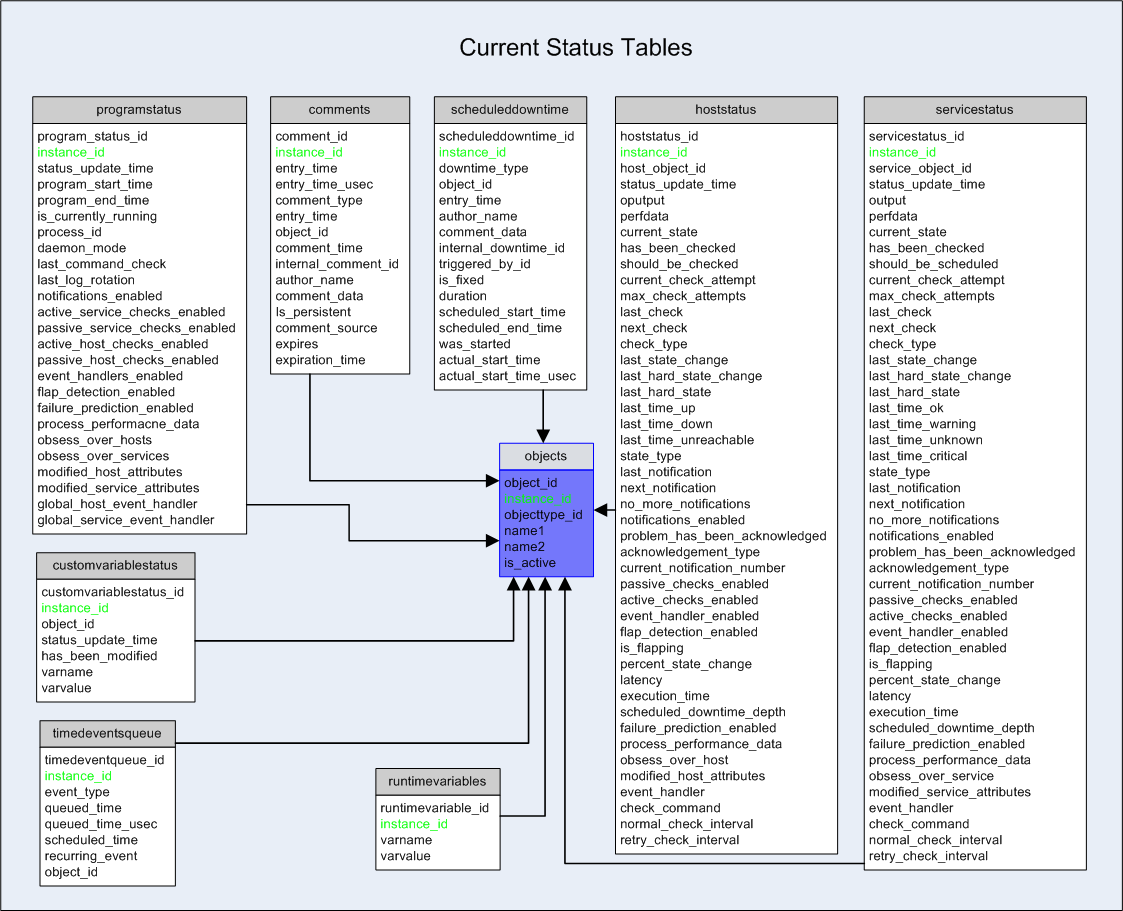 Current Status Tables
programstatus
program_status_id
instance_id
status_update_time
program_start_time
program_end_time
is_currently_running
process_id
daemon_mode
last_command_check
last_log_rotation
notifications_enabled
active_service_checks_enabled
passive_service_checks_enabled
active_host_checks_enabled
passive_host_checks_enabled
event_handlers_enabled
flap_detection_enabled
failure_prediction_enabled
process_performacne_data
obsess_over_hosts
obsess_over_services
modified_host_attributes
modified_service_attributes
global_host_event_handler
global_service_event_handler
comments
comment_id
instance_id
entry_time
entry_time_usec
comment_type
entry_time
object_id
comment_time
internal_comment_id
author_name
comment_data
Is_persistent
comment_source
expires
expiration_time
scheduleddowntime
scheduleddowntime_id
instance_id
downtime_type
object_id
entry_time
author_name
comment_data
internal_downtime_id
triggered_by_id
is_fixed
duration
scheduled_start_time
scheduled_end_time
was_started
actual_start_time
actual_start_time_usec
hoststatus
hoststatus_id
instance_id
host_object_id
status_update_time
oputput
perfdata
current_state
has_been_checked
should_be_checked
current_check_attempt
max_check_attempts
last_check
next_check
check_type
last_state_change
last_hard_state_change
last_hard_state
last_time_up
last_time_down
last_time_unreachable
state_type
last_notification
next_notification
no_more_notifications
notifications_enabled
problem_has_been_acknowledged
acknowledgement_type
current_notification_number
passive_checks_enabled
active_checks_enabled
event_handler_enabled
flap_detection_enabled
is_flapping
percent_state_change
latency
execution_time
scheduled_downtime_depth
failure_prediction_enabled
process_performance_data
obsess_over_host
modified_host_attributes
event_handler
check_command
normal_check_interval
retry_check_interval
servicestatus
servicestatus_id
instance_id
service_object_id
status_update_time
output
perfdata
current_state
has_been_checked
should_be_scheduled
current_check_attempt
max_check_attempts
last_check
next_check
check_type
last_state_change
last_hard_state_change
last_hard_state
last_time_ok
last_time_warning
last_time_unknown
last_time_critical
state_type
last_notification
next_notification
no_more_notifications
notifications_enabled
problem_has_been_acknowledged
acknowledgement_type
current_notification_number
passive_checks_enabled
active_checks_enabled
event_handler_enabled
flap_detection_enabled
is_flapping
percent_state_change
latency
execution_time
scheduled_downtime_depth
failure_prediction_enabled
process_performance_data
obsess_over_service
modified_service_attributes
event_handler
check_command
normal_check_interval
retry_check_interval
objects
object_id
instance_id
objecttype_id
name1
name2
is_active
customvariablestatus
customvariablestatus_id
instance_id
object_id
status_update_time
has_been_modified
varname
varvalue
timedeventsqueue
timedeventqueue_id
instance_id
event_type
queued_time
queued_time_usec
scheduled_time
recurring_event
object_id
runtimevariables
runtimevariable_id
instance_id
varname
varvalue